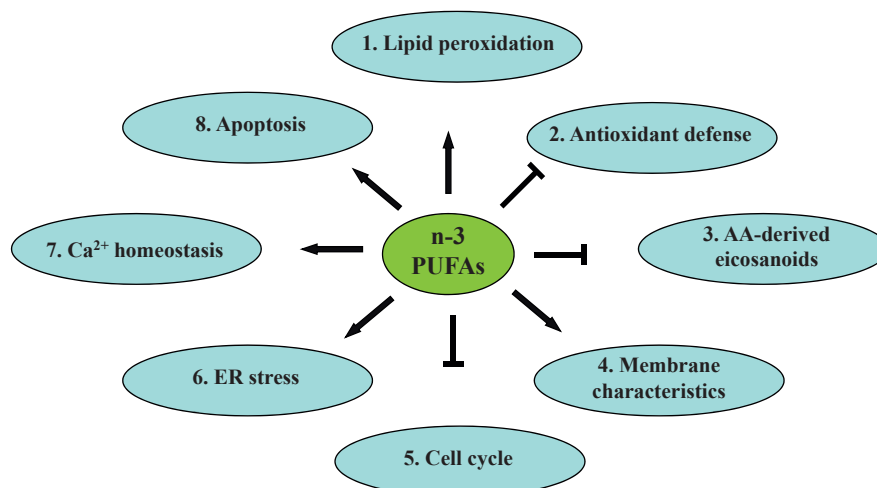 1. Lipid peroxidation
8. Apoptosis
2. Antioxidant defense
n-3
PUFAs
7. Ca²⁺ homeostasis
3. AA-derived
eicosanoids
6. ER stress
4. Membrane
characteristics
5. Cell cycle